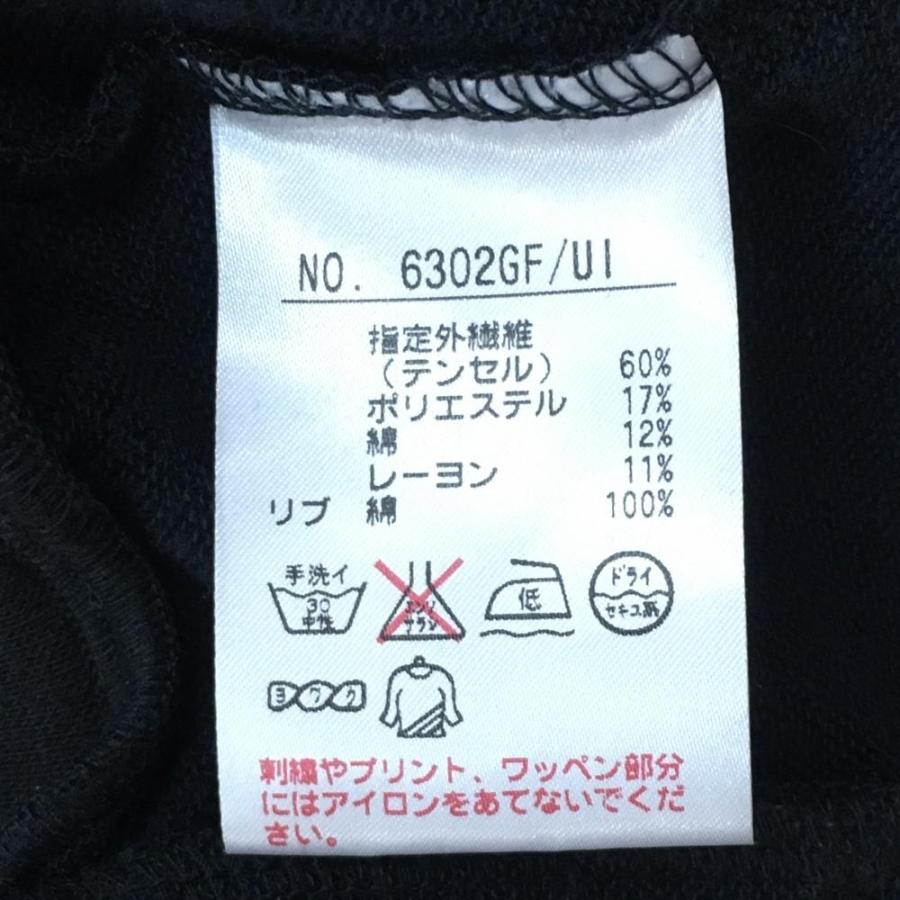 NO. 6302GF/UI
指定外繊維
(テンセル) 60%
ポリエステル 17%
綿 12%
レーヨン 11%
リブ 綿 100%
手洗イ
30
中性
エンソ
サラシ
低
ドライ
セキユ系
ヨワク
刺繍やプリント、ワッペン部分
にはアイロンをあてないでくだ
さい。